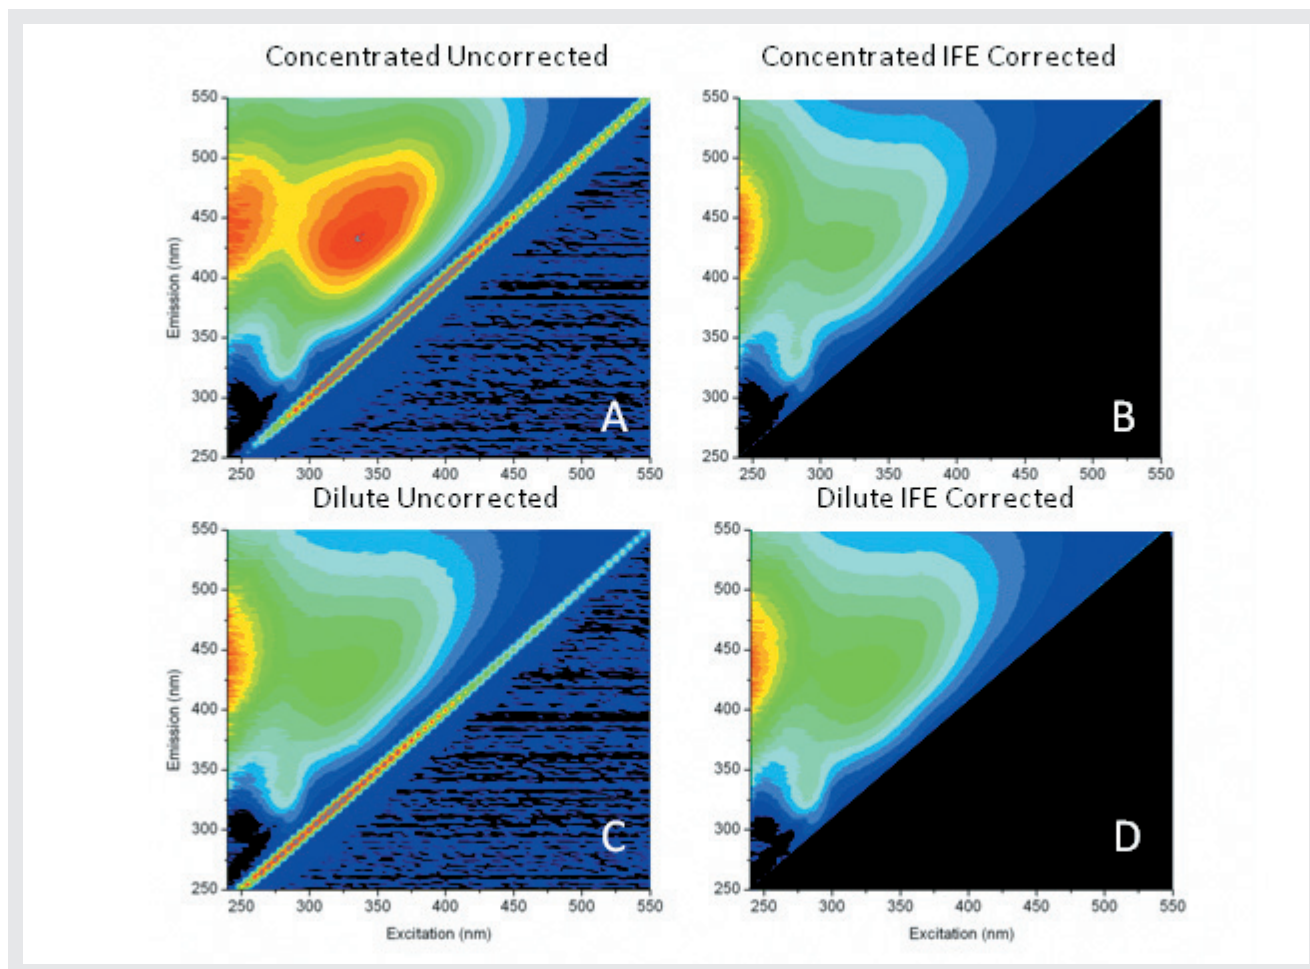 Concentrated Uncorrected
Concentrated IFE Corrected
550
500
450
400
350
300
250
Emission (nm)
A
250 300 350 400 450 500 550
550
500
450
400
350
300
250
B
250 300 350 400 450 500 550
Dilute Uncorrected
Dilute IFE Corrected
550
500
450
400
350
300
250
Emission (nm)
C
250 300 350 400 450 500 550
Excitation (nm)
550
500
450
400
350
300
250
D
250 300 350 400 450 500 550
Excitation (nm)